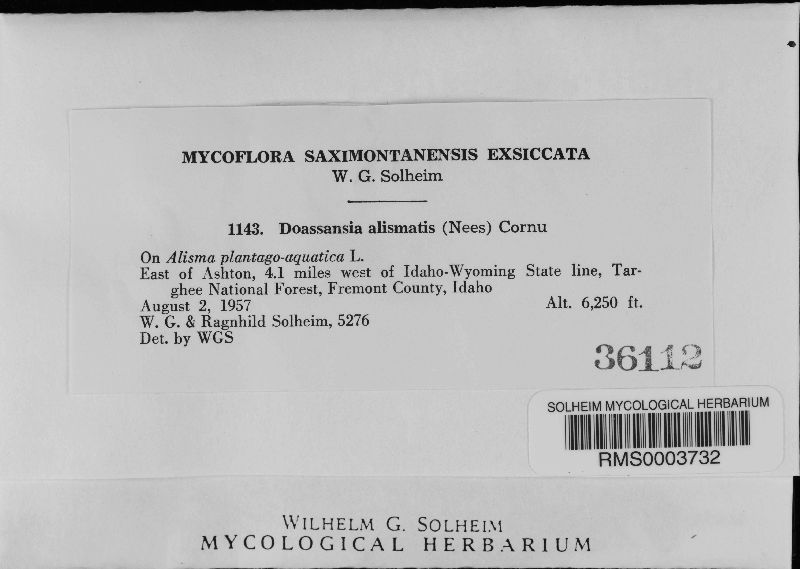 MYCOFLORA SAXIMONTANENSIS EXSICCATA
W. G. Solheim
1143. Doassansia alismatis (Nees) Cornu
On Alisma plantago-aquatica L.
East of Ashton, 4.1 miles west of Idaho-Wyoming State line, Tar-
ghee National Forest, Fremont County, Idaho
August 2, 1957 Alt. 6,250 ft.
W. G. & Ragnhild Solheim, 5276
Det. by WGS
36112
SOLHEIM MYCOLOGICAL HERBARIUM
RMS0003732
WILHELM G. SOLHEIM
MYCOLOGICAL HERBARIUM